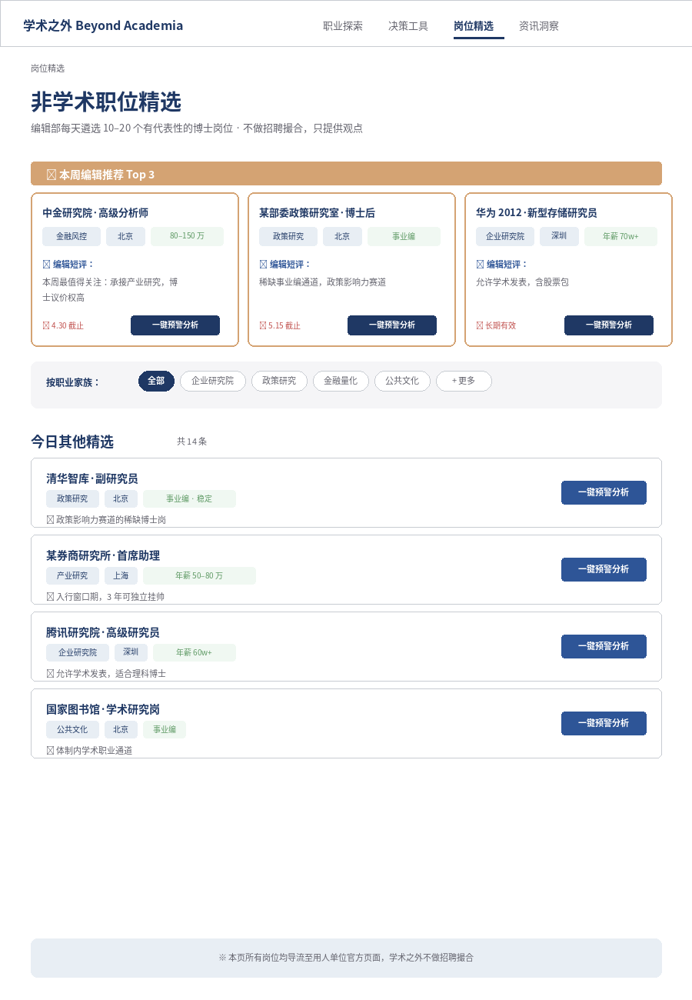 学术之外 Beyond Academia
职业探索 决策工具 岗位精选 资讯洞察
岗位精选
非学术职位精选
编辑部每天遴选 10–20 个有代表性的博士岗位 · 不做招聘撮合，只提供观点
本周编辑推荐 Top 3
中金研究院·高级分析师
金融风控 北京 80–150 万
编辑短评：
本周最值得关注：承接产业研究，博
士议价权高
4.30 截止 一键预警分析
某部委政策研究室·博士后
政策研究 北京 事业编
编辑短评：
稀缺事业编通道，政策影响力赛道
5.15 截止 一键预警分析
华为 2012·新型存储研究员
企业研究院 深圳 年薪 70w+
编辑短评：
允许学术发表，含股票包
长期有效 一键预警分析
按职业家族： 全部 企业研究院 政策研究 金融量化 公共文化 + 更多
今日其他精选 共 14 条
清华智库·副研究员
政策研究 北京 事业编 · 稳定
政策影响力赛道的稀缺博士岗
一键预警分析
某券商研究所·首席助理
产业研究 上海 年薪 50–80 万
入行窗口期，3 年可独立挂帅
一键预警分析
腾讯研究院·高级研究员
企业研究院 深圳 年薪 60w+
允许学术发表，适合理科博士
一键预警分析
国家图书馆·学术研究岗
公共文化 北京 事业编
体制内学术职业通道
一键预警分析
※ 本页所有岗位均导流至用人单位官方页面，学术之外不做招聘撮合